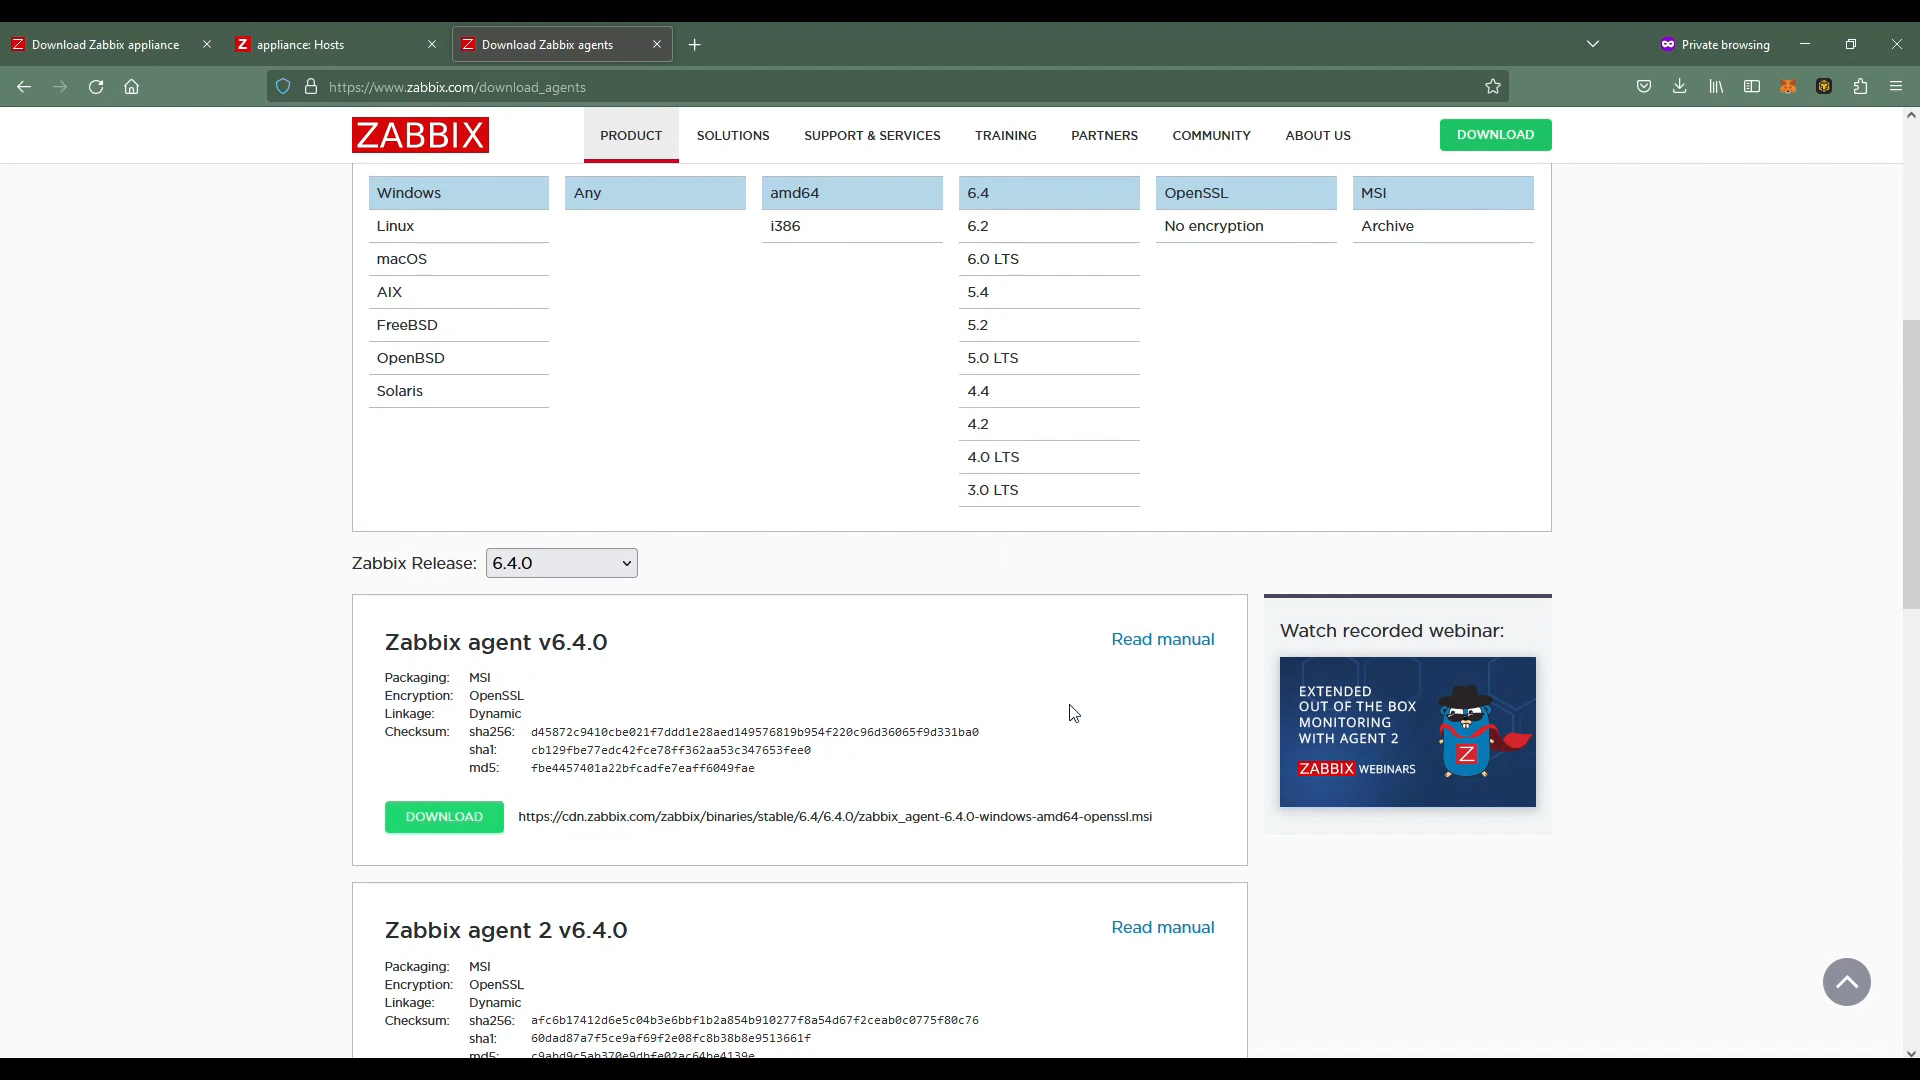 Download Zabbix appliance
appliance: Hosts
Download Zabbix agents
Private browsing
https://www.zabbix.com/download_agents
ZABBIX
PRODUCT
SOLUTIONS
SUPPORT & SERVICES
TRAINING
PARTNERS
COMMUNITY
ABOUT US
DOWNLOAD
Windows Any amd64 6.4 OpenSSL MSI
Linux i386 6.2 No encryption Archive
macOS 6.0 LTS
AIX 5.4
FreeBSD 5.2
OpenBSD 5.0 LTS
Solaris 4.4
4.2
4.0 LTS
3.0 LTS
Zabbix Release: 6.4.0
Zabbix agent v6.4.0
Read manual
Packaging: MSI
Encryption: OpenSSL
Linkage: Dynamic
Checksum: sha256: d45872c9410cbe021f7ddd1e28aed149576819b954f220c96d36065f9d331ba0
sha1: cb129fbe77edc42fce78ff362aa53c347653fee0
md5: fbe4457401a22bfcadfe7eaff6049fae
DOWNLOAD https://cdn.zabbix.com/zabbix/binaries/stable/6.4/6.4.0/zabbix_agent-6.4.0-windows-amd64-openssl.msi
Watch recorded webinar:
EXTENDED
OUT OF THE BOX
MONITORING
WITH AGENT 2
ZABBIX WEBINARS
Z
Zabbix agent 2 v6.4.0
Read manual
Packaging: MSI
Encryption: OpenSSL
Linkage: Dynamic
Checksum: sha256: afc6b17412d6e5c04b3e6bbf1b2a854b910277f8a54d67f2ceab0c0775f80c76
sha1: 60dad87a7f5ce9af69f2e08fc8b38b8e9513661f
md5: c9abd9c5ab370e9dbfe02ac64be4139e